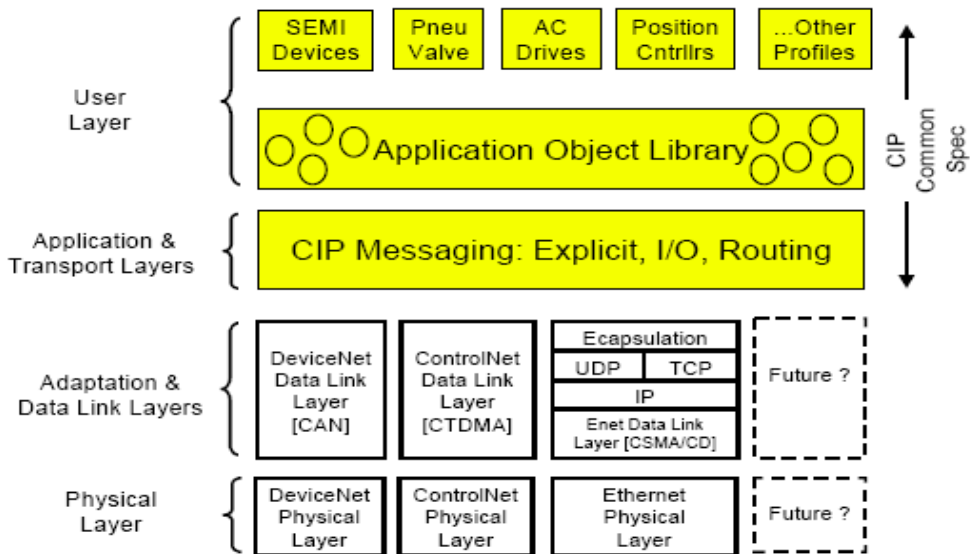 SEMI
Devices
Pneu
Valve
AC
Drives
Position
Cntrllrs
...Other
Profiles
User
Layer
Application Object Library
CIP
Common
Spec
Application &
Transport Layers
CIP Messaging: Explicit, I/O, Routing
Adaptation &
Data Link Layers
DeviceNet
Data Link
Layer
[CAN]
ControlNet
Data Link
Layer
[CTDMA]
Ecapsulation
UDP
TCP
IP
Enet Data Link
Layer [CSMA/CD]
Future ?
Physical
Layer
DeviceNet
Physical
Layer
ControlNet
Physical
Layer
Ethernet
Physical
Layer
Future ?